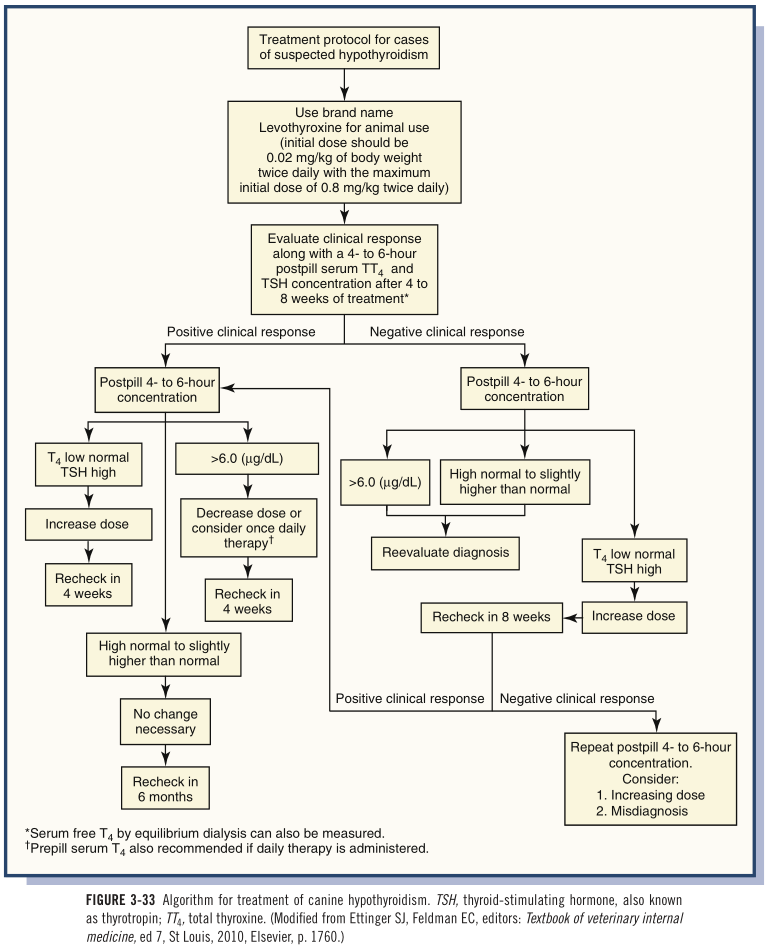 Treatment protocol for cases
of suspected hypothyroidism
Use brand name
Levothyroxine for animal use
(initial dose should be
0.02 mg/kg of body weight
twice daily with the maximum
initial dose of 0.8 mg/kg twice daily)
Evaluate clinical response
along with a 4- to 6-hour
postpill serum TT4 and
TSH concentration after 4 to
8 weeks of treatment*
Positive clinical response
Negative clinical response
Postpill 4- to 6-hour
concentration
T4 low normal
TSH high
Increase dose
Recheck in
4 weeks
>6.0 (µg/dL)
Decrease dose or
consider once daily
therapy†
Recheck in
4 weeks
High normal to slightly
higher than normal
No change
necessary
Recheck in
6 months
Postpill 4- to 6-hour
concentration
>6.0 (µg/dL)
High normal to slightly
higher than normal
Reevaluate diagnosis
T4 low normal
TSH high
Increase dose
Recheck in 8 weeks
Positive clinical response
Negative clinical response
Repeat postpill 4- to 6-hour
concentration.
Consider:
1. Increasing dose
2. Misdiagnosis
*Serum free T4 by equilibrium dialysis can also be measured.
†Prepill serum T4 also recommended if daily therapy is administered.
FIGURE 3-33 Algorithm for treatment of canine hypothyroidism. TSH, thyroid-stimulating hormone, also known
as thyrotropin; TT4, total thyroxine. (Modified from Ettinger SJ, Feldman EC, editors: Textbook of veterinary internal
medicine, ed 7, St Louis, 2010, Elsevier, p. 1760.)